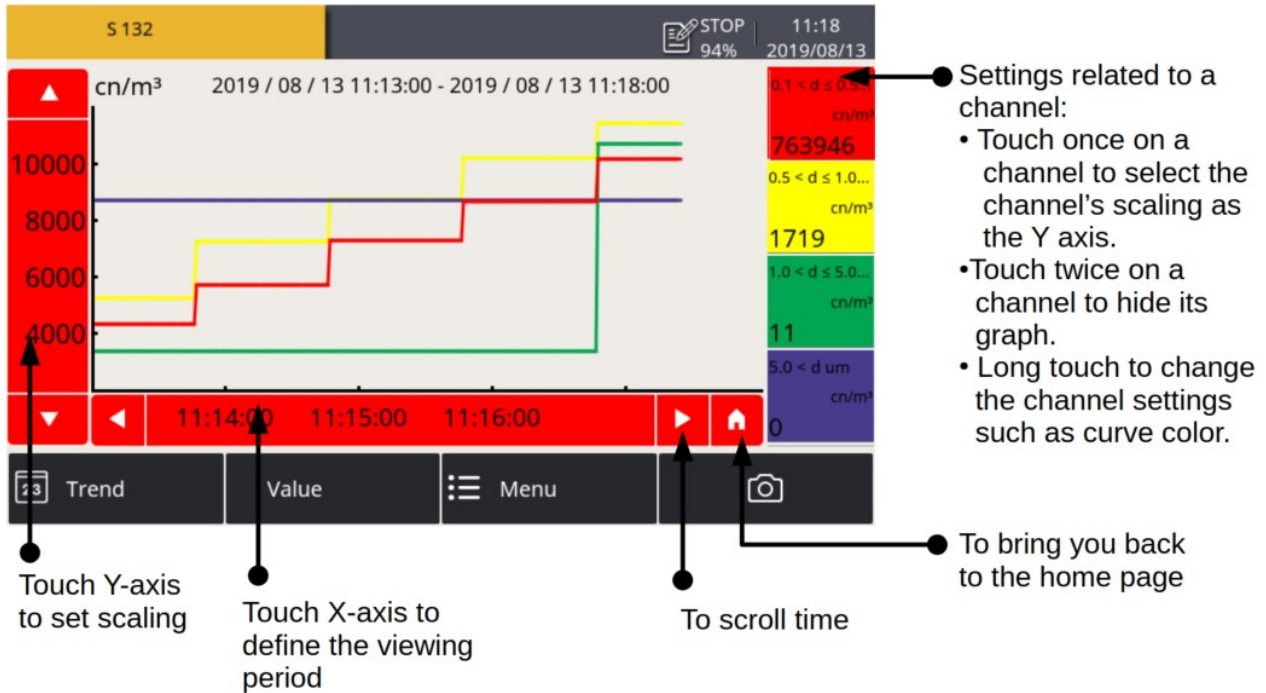 S 132
STOP
94%
11:18
2019/08/13
cn/m³
2019 / 08 / 13 11:13:00 - 2019 / 08 / 13 11:18:00
10000
8000
6000
4000
11:14:00 11:15:00 11:16:00
0.1 < d ≤ 0.5...
cn/m³
763946
0.5 < d ≤ 1.0...
cn/m³
1719
1.0 < d ≤ 5.0...
cn/m³
11
5.0 < d um
cn/m³
0
23 Trend
Value
Menu
Settings related to a
channel:
• Touch once on a
channel to select the
channel's scaling as
the Y axis.
•Touch twice on a
channel to hide its
graph.
• Long touch to change
the channel settings
such as curve color.
Touch Y-axis
to set scaling
Touch X-axis to
define the viewing
period
To scroll time
To bring you back
to the home page